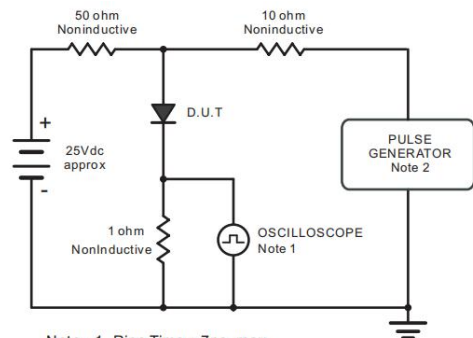 50 ohm
Noninductive
10 ohm
Noninductive
D.U.T
+
25Vdc
approx
-
PULSE
GENERATOR
Note 2
1 ohm
NonInductive
OSCILLOSCOPE
Note 1